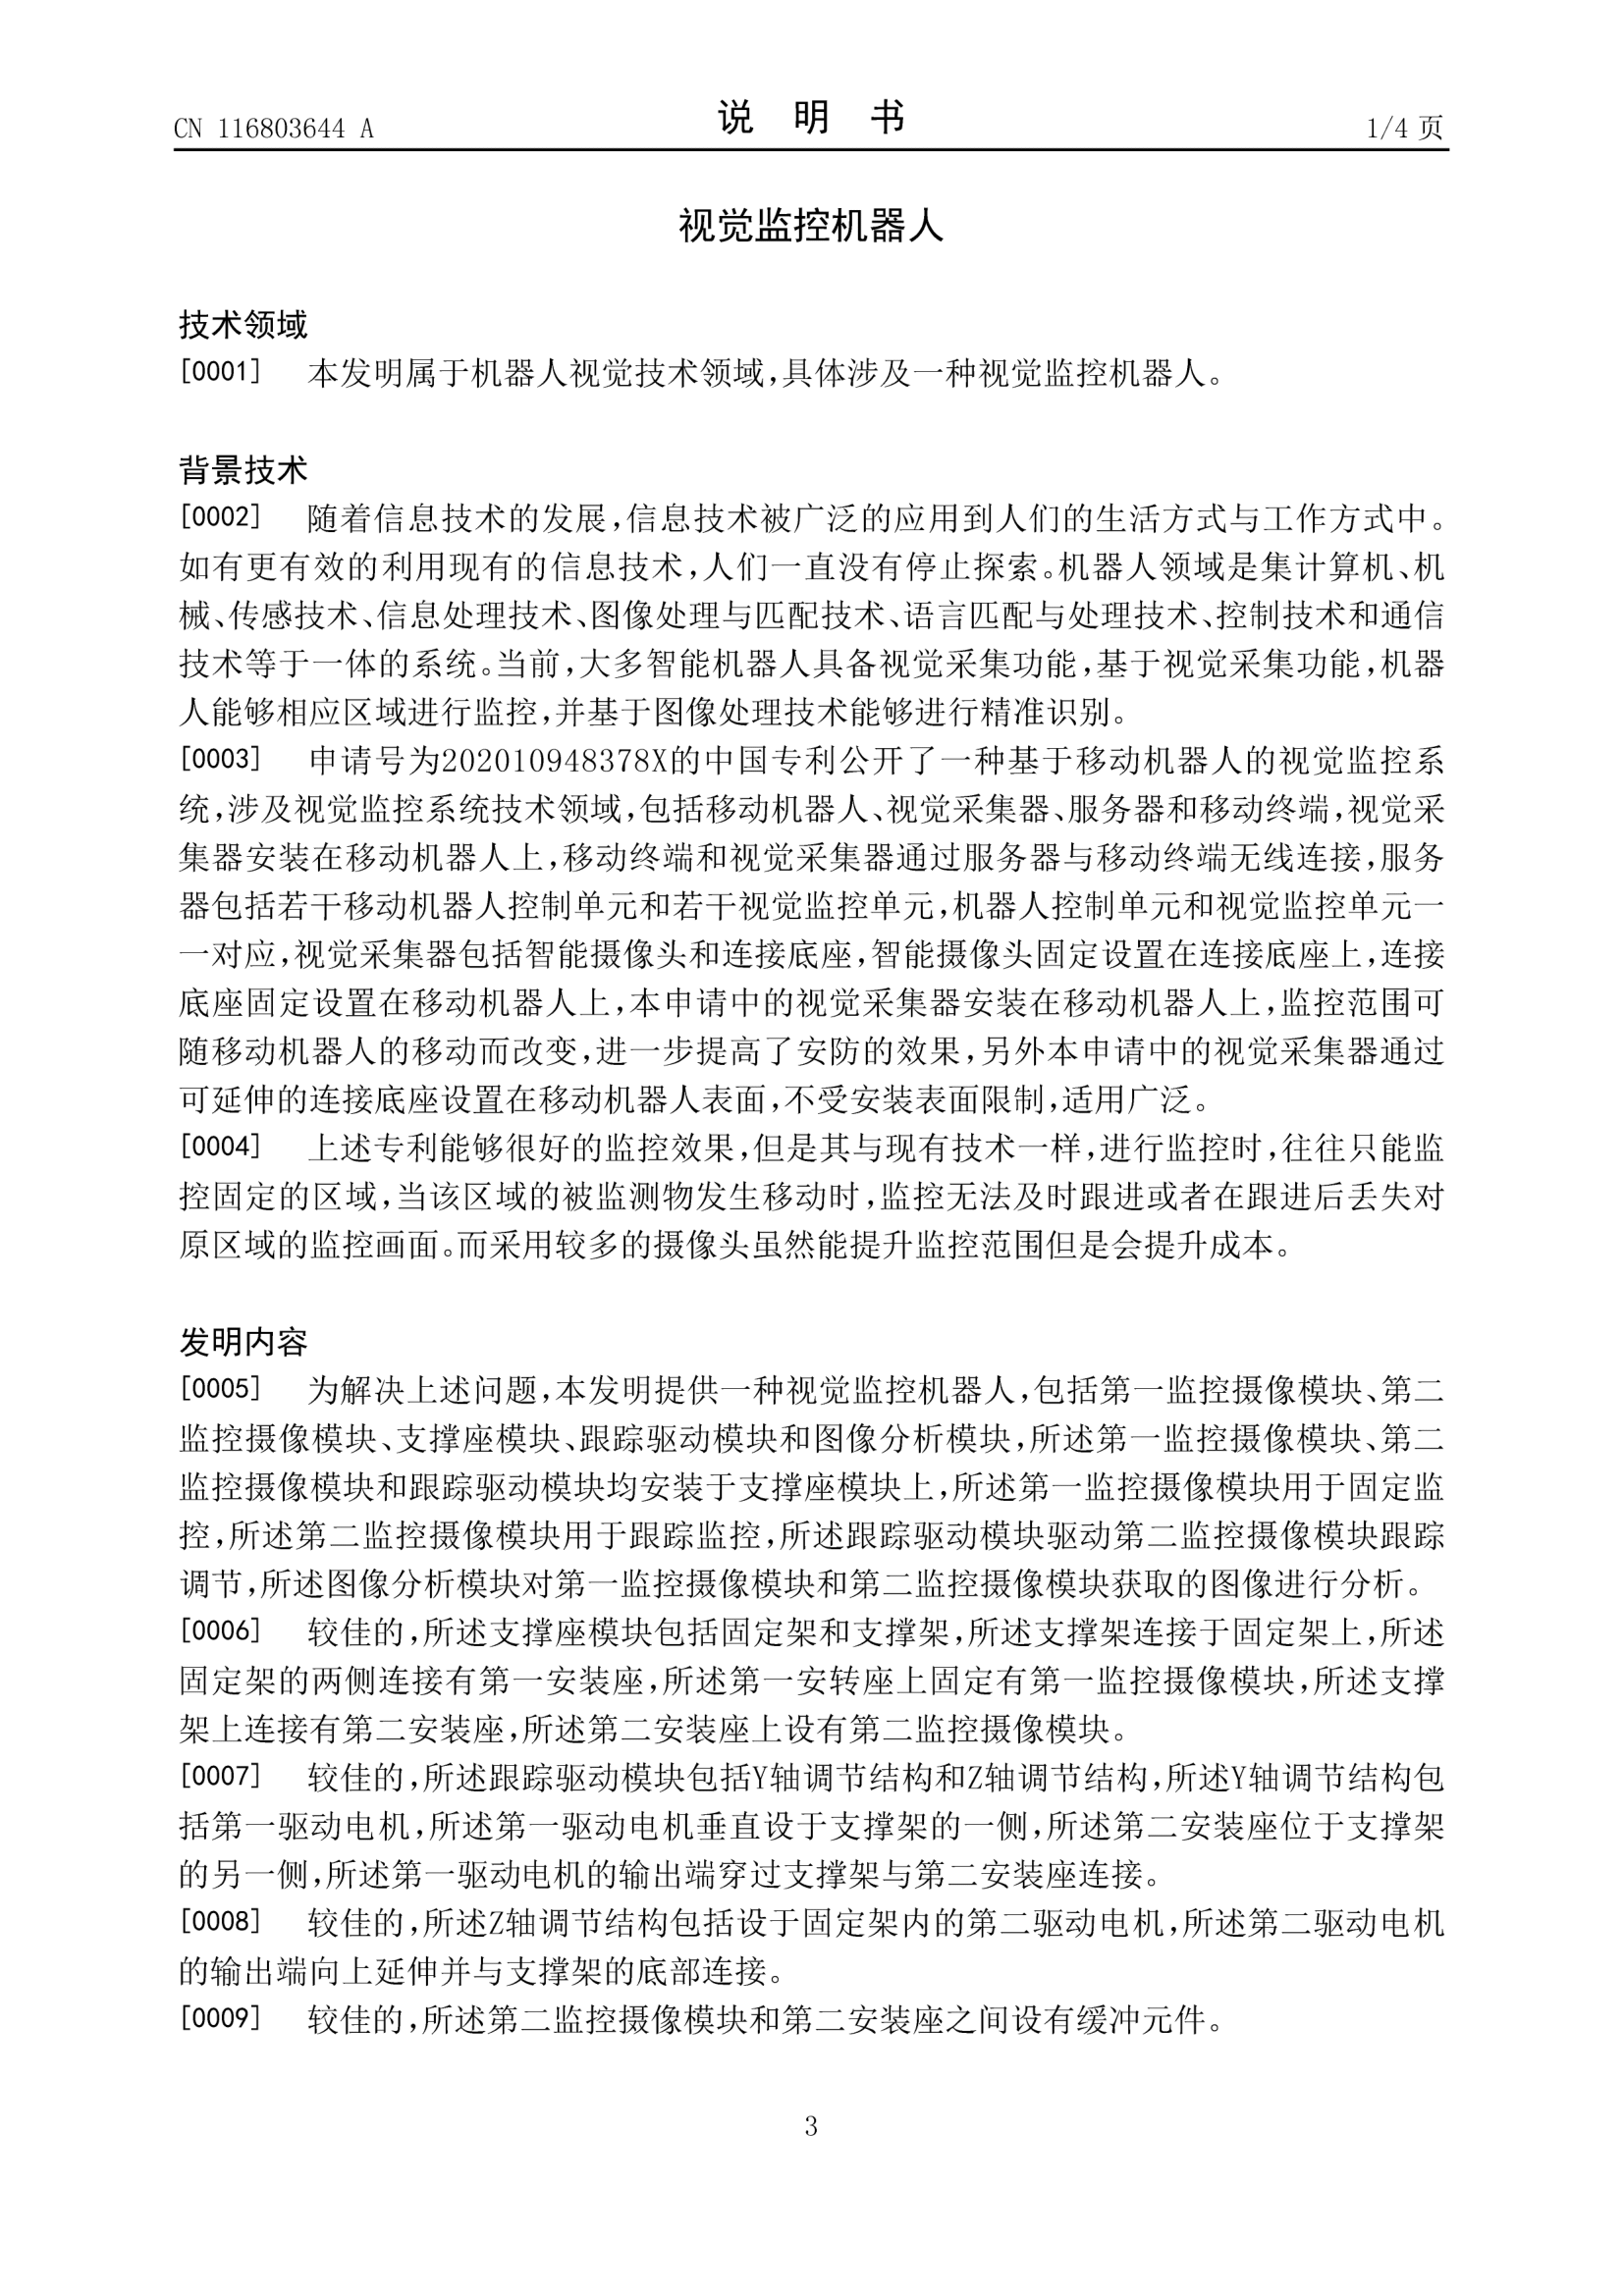 CN 116803644 A
说 明 书
1/4 页
视觉监控机器人
技术领域
[0001] 本发明属于机器人视觉技术领域,具体涉及一种视觉监控机器人。
背景技术
[0002] 随着信息技术的发展,信息技术被广泛的应用到人们的生活方式与工作方式中。
如有更有效的利用现有的信息技术,人们一直没有停止探索。机器人领域是集计算机、机
械、传感技术、信息处理技术、图像处理与匹配技术、语言匹配与处理技术、控制技术和通信
技术等于一体的系统。当前,大多智能机器人具备视觉采集功能,基于视觉采集功能,机器
人能够相应区域进行监控,并基于图像处理技术能够进行精准识别。
[0003] 申请号为202010948378X的中国专利公开了一种基于移动机器人的视觉监控系
统,涉及视觉监控系统技术领域,包括移动机器人、视觉采集器、服务器和移动终端,视觉采
集器安装在移动机器人上,移动终端和视觉采集器通过服务器与移动终端无线连接,服务
器包括若干移动机器人控制单元和若干视觉监控单元,机器人控制单元和视觉监控单元一
一对应,视觉采集器包括智能摄像头和连接底座,智能摄像头固定设置在连接底座上,连接
底座固定设置在移动机器人上,本申请中的视觉采集器安装在移动机器人上,监控范围可
随移动机器人的移动而改变,进一步提高了安防的效果,另外本申请中的视觉采集器通过
可延伸的连接底座设置在移动机器人表面,不受安装表面限制,适用广泛。
[0004] 上述专利能够很好的监控效果,但是其与现有技术一样,进行监控时,往往只能监
控固定的区域,当该区域的被监测物发生移动时,监控无法及时跟进或者在跟进后丢失对
原区域的监控画面。而采用较多的摄像头虽然能提升监控范围但是会提升成本。
发明内容
[0005] 为解决上述问题,本发明提供一种视觉监控机器人,包括第一监控摄像模块、第二
监控摄像模块、支撑座模块、跟踪驱动模块和图像分析模块,所述第一监控摄像模块、第二
监控摄像模块和跟踪驱动模块均安装于支撑座模块上,所述第一监控摄像模块用于固定监
控,所述第二监控摄像模块用于跟踪监控,所述跟踪驱动模块驱动第二监控摄像模块跟踪
调节,所述图像分析模块对第一监控摄像模块和第二监控摄像模块获取的图像进行分析。
[0006] 较佳的,所述支撑座模块包括固定架和支撑架,所述支撑架连接于固定架上,所述
固定架的两侧连接有第一安装座,所述第一安转座上固定有第一监控摄像模块,所述支撑
架上连接有第二安装座,所述第二安装座上设有第二监控摄像模块。
[0007] 较佳的,所述跟踪驱动模块包括Y轴调节结构和Z轴调节结构,所述Y轴调节结构包
括第一驱动电机,所述第一驱动电机垂直设于支撑架的一侧,所述第二安装座位于支撑架
的另一侧,所述第一驱动电机的输出端穿过支撑架与第二安装座连接。
[0008] 较佳的,所述Z轴调节结构包括设于固定架内的第二驱动电机,所述第二驱动电机
的输出端向上延伸并与支撑架的底部连接。
[0009] 较佳的,所述第二监控摄像模块和第二安装座之间设有缓冲元件。
3